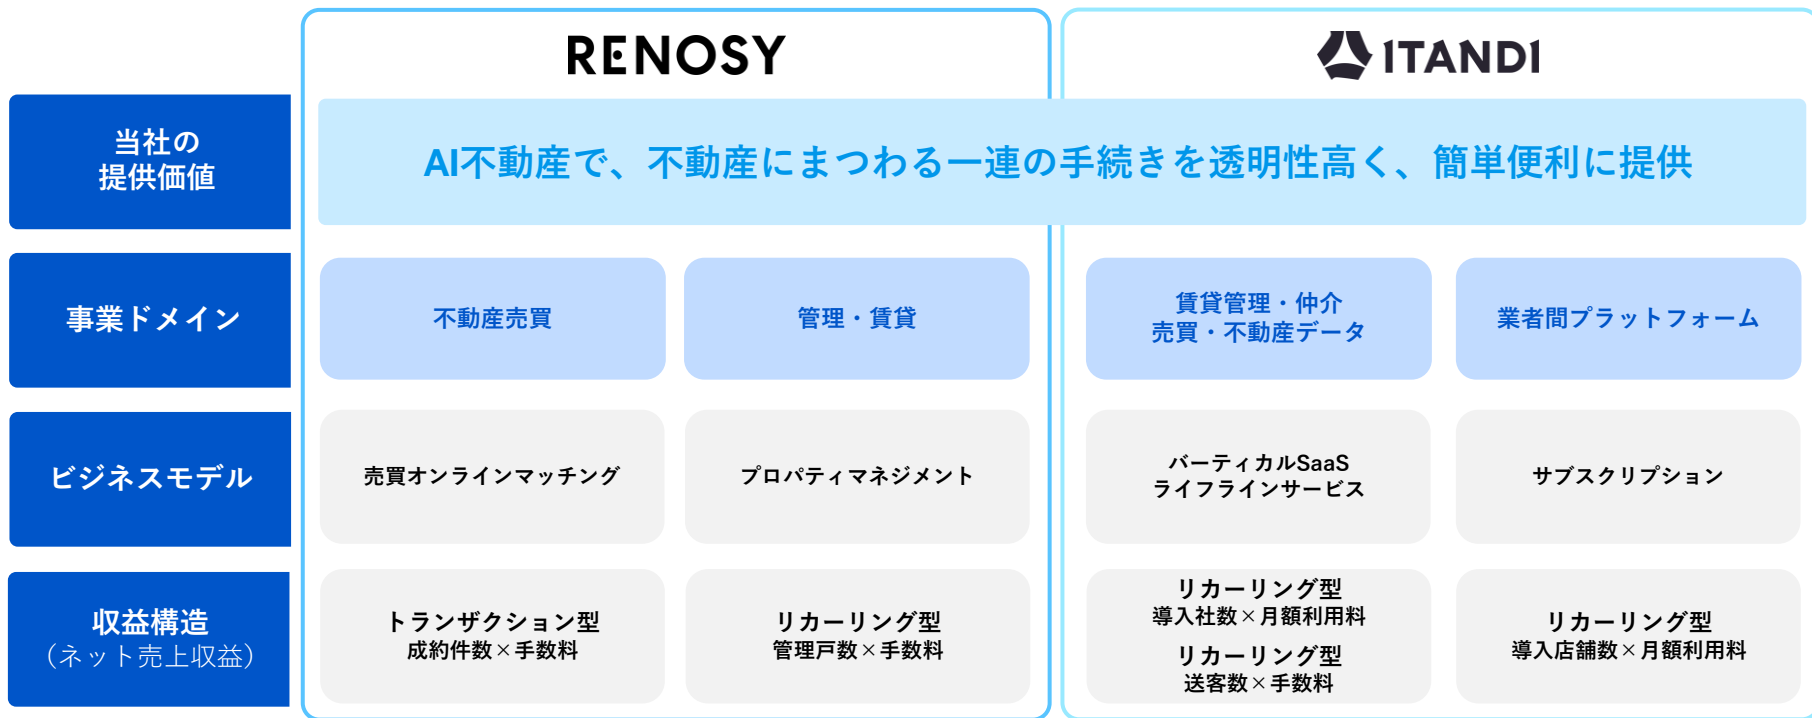 RENOSY
ITANDI
当社の
提供価値
AI不動産で、不動産にまつわる一連の手続きを透明性高く、簡単便利に提供
事業ドメイン
不動産売買
管理・賃貸
賃貸管理・仲介
売買・不動産データ
業者間プラットフォーム
ビジネスモデル
売買オンラインマッチング
プロパティマネジメント
バーティカルSaaS
ライフラインサービス
サブスクリプション
収益構造
（ネット売上収益）
トランザクション型
成約件数×手数料
リカーリング型
管理戸数×手数料
リカーリング型
導入社数×月額利用料
リカーリング型
送客数×手数料
リカーリング型
導入店舗数×月額利用料